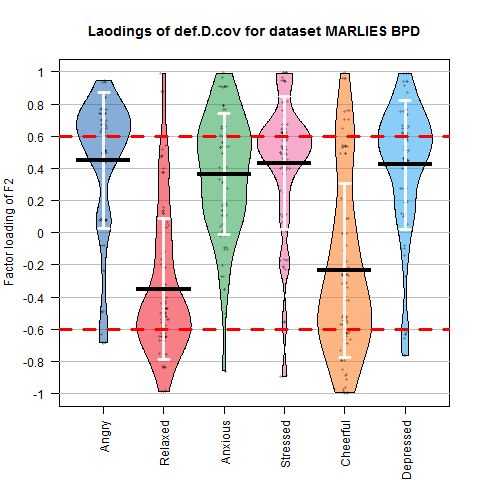 Laodings of def.D.cov for dataset MARLIES BPD
Factor loading of F2
1
0.8
0.6
0.4
0.2
0
-0.2
-0.4
-0.6
-0.8
-1
Angry
Relaxed
Anxious
Stressed
Cheerful
Depressed